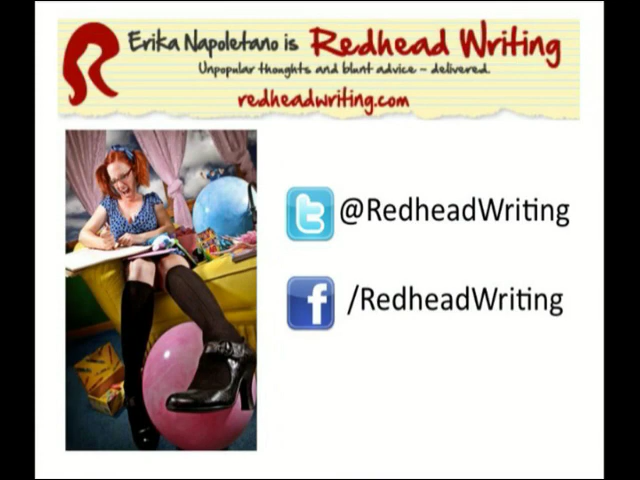 Erika Napoletano is Redhead Writing
Unpopular thoughts and blunt advice – delivered.
redheadwriting.com
@RedheadWriting
/RedheadWriting